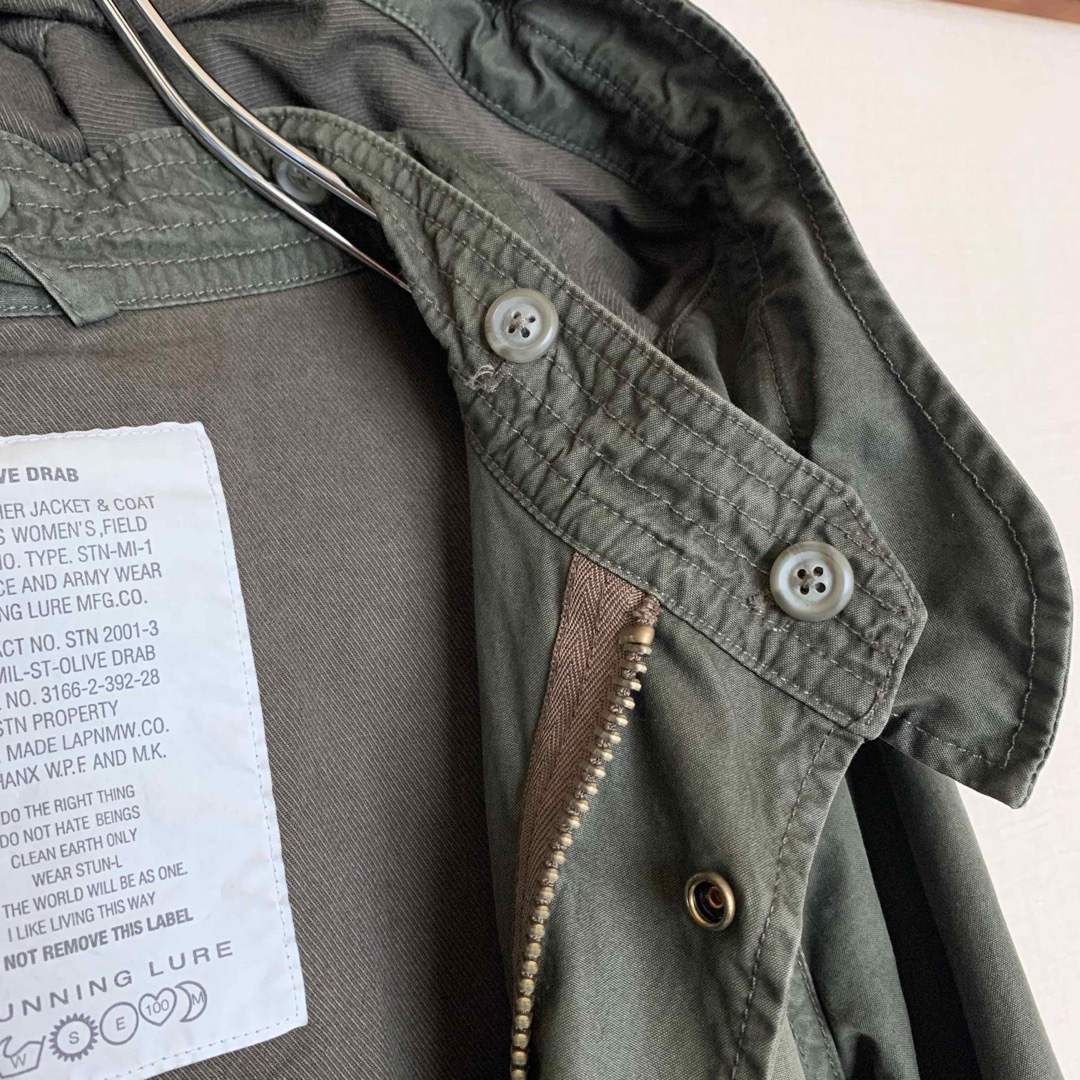 VE DRAB
HER JACKET & COAT
S WOMEN'S ,FIELD
NO. TYPE. STN-MI-1
CE AND ARMY WEAR
NG LURE MFG.CO.
ACT NO. STN 2001-3
MIL-ST-OLIVE DRAB
NO. 3166-2-392-28
STN PROPERTY
MADE LAPNMW.CO.
HANX W.P.F. AND M.K.
DO THE RIGHT THING
DO NOT HATE BEINGS
CLEAN EARTH ONLY
WEAR STUN-L
THE WORLD WILL BE AS ONE.
I LIKE LIVING THIS WAY
NOT REMOVE THIS LABEL
UNNING LURE
W S E 100 M